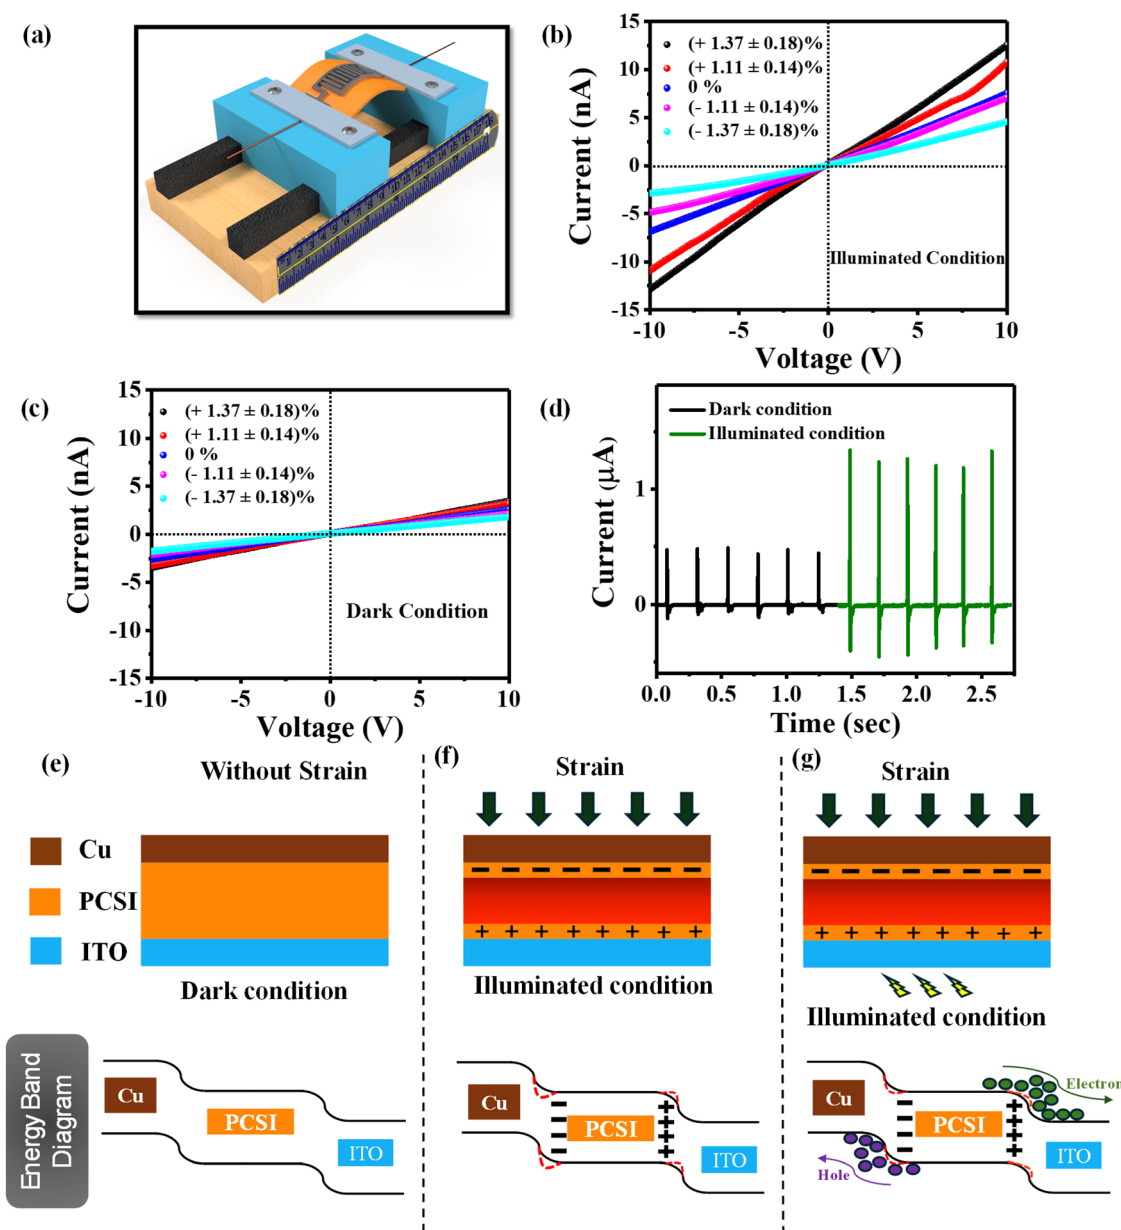 (a)
(b)
15
10
5
0
-5
-10
-15
Current (nA)
(+ 1.37 ± 0.18)%
(+ 1.11 ± 0.14)%
0 %
(- 1.11 ± 0.14)%
(- 1.37 ± 0.18)%
Illuminated Condition
-10
-5
0
5
10
Voltage (V)
(c)
15
10
5
0
-5
-10
-15
Current (nA)
(+ 1.37 ± 0.18)%
(+ 1.11 ± 0.14)%
0 %
(- 1.11 ± 0.14)%
(- 1.37 ± 0.18)%
Dark Condition
-10
-5
0
5
10
Voltage (V)
(d)
Dark condition
Illuminated condition
Current (µA)
1
0
0.0
0.5
1.0
1.5
2.0
2.5
Time (sec)
(e)
Without Strain
Cu
PCSI
ITO
Dark condition
(f)
Strain
Illuminated condition
(g)
Strain
Illuminated condition
Energy Band
Diagram
Cu
PCSI
ITO
Cu
PCSI
ITO
Cu
PCSI
ITO
Electron
Hole